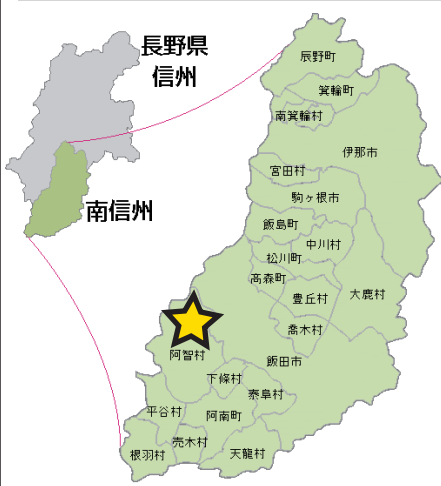 長野県
信州
南信州
辰野町
箕輪町
南箕輪村
伊那市
宮田村
駒ヶ根市
飯島町
中川村
松川町
高森町
豊丘村
大鹿村
喬木村
阿智村
飯田市
下條村
泰阜村
平谷村
阿南町
売木村
根羽村
天龍村